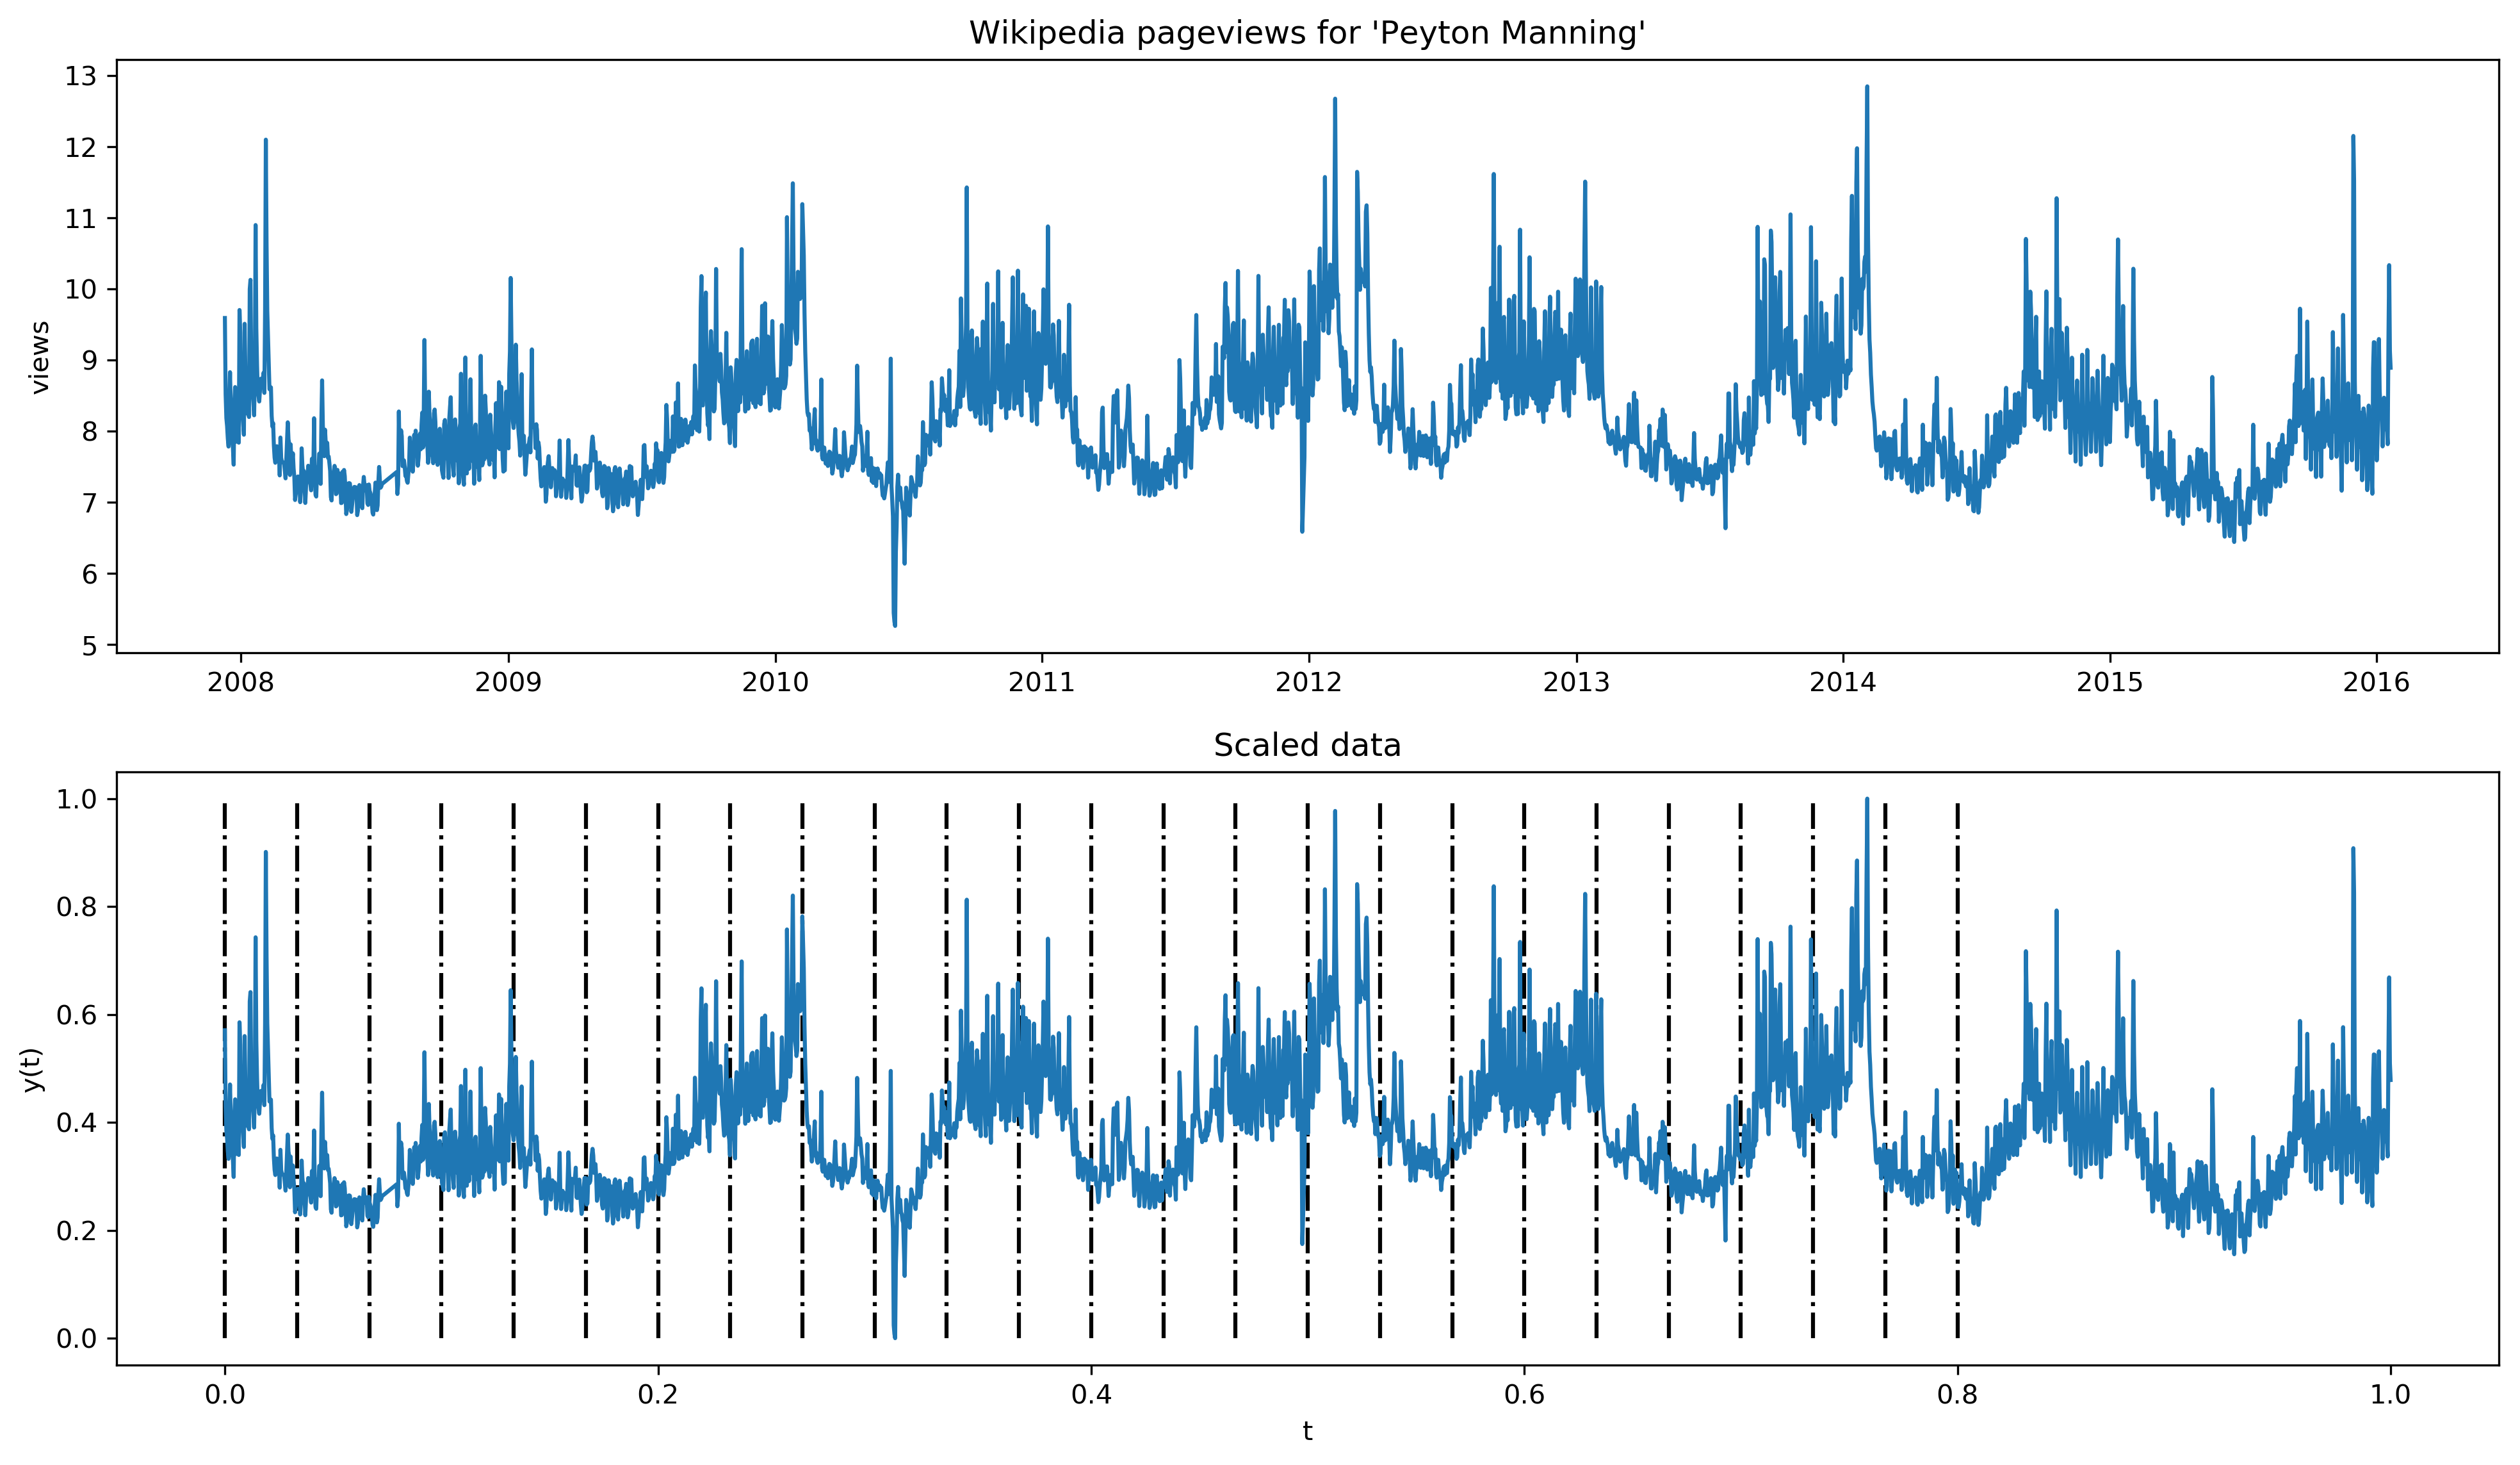 Wikipedia pageviews for 'Peyton Manning'
views
13
12
11
10
9
8
7
6
5
2008 2009 2010 2011 2012 2013 2014 2015 2016
Scaled data
y(t)
1.0
0.8
0.6
0.4
0.2
0.0
0.0 0.2 0.4 0.6 0.8 1.0
t